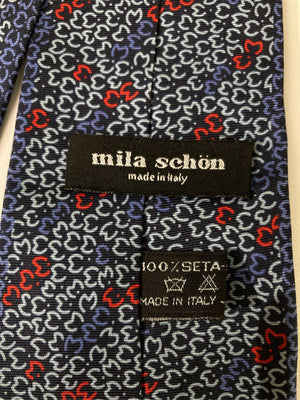 mila schön
made in italy
100% SETA
MADE IN ITALY